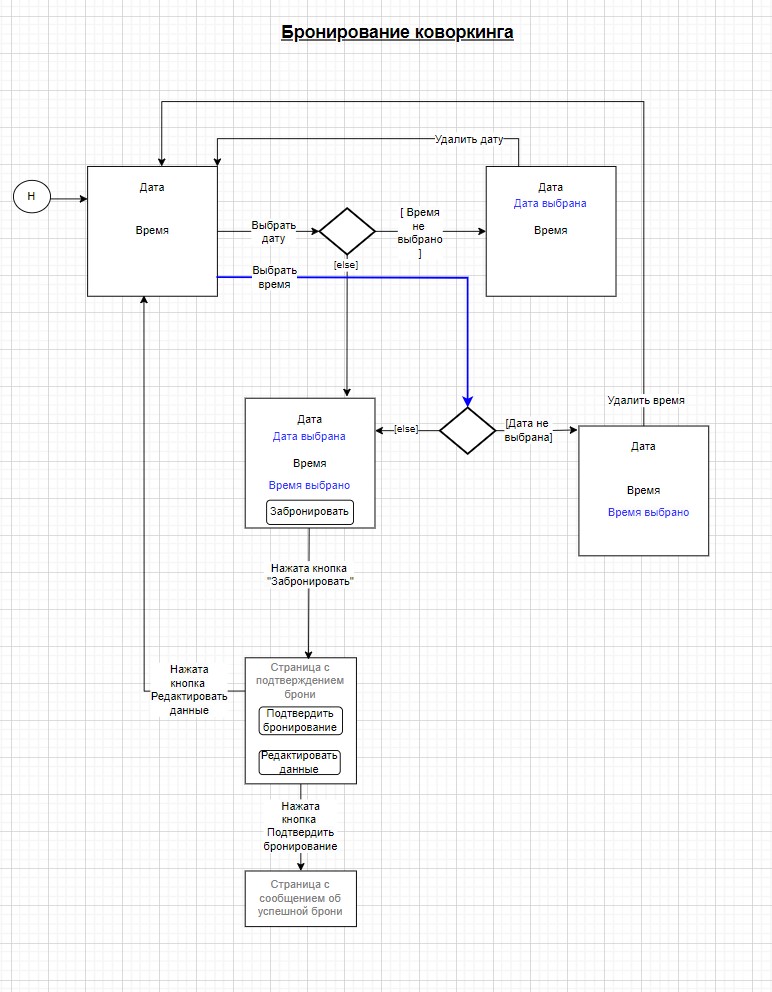 Бронирование коворкинга
Удалить дату
Н
Дата
Время
Выбрать
дату
[ Время
не
выбрано
]
Дата
Дата выбрана
Время
[else]
Выбрать
время
Удалить время
Дата
Дата выбрана
Время
Время выбрано
Забронировать
[else]
[Дата не
выбрана]
Дата
Время
Время выбрано
Нажата кнопка
"Забронировать"
Нажата
кнопка
Редактировать
данные
Страница с
подтверждением
брони
Подтвердить
бронирование
Редактировать
данные
Нажата
кнопка
Подтвердить
бронирование
Страница с
сообщением об
успешной брони